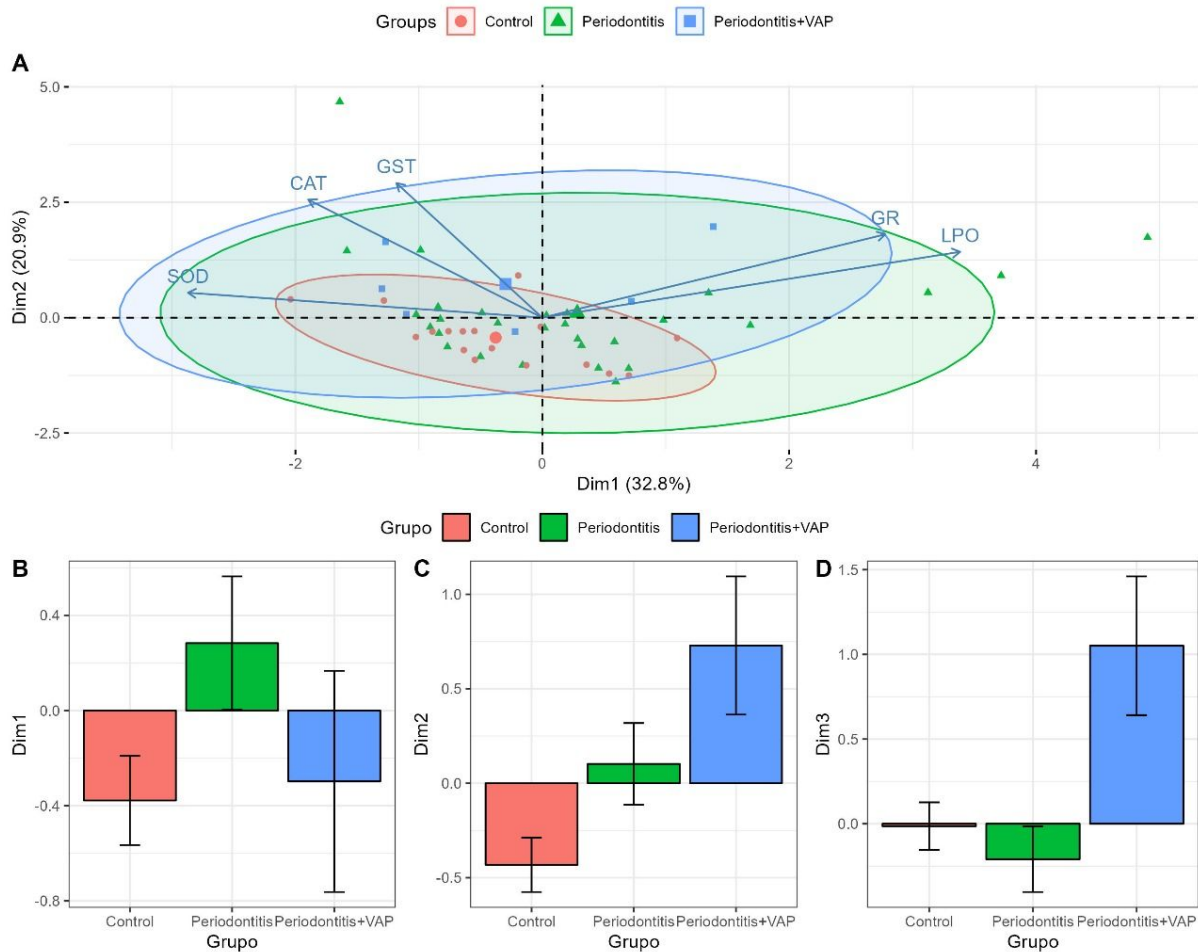 Groups Control Periodontitis Periodontitis+VAP
A
5.0
2.5
0.0
-2.5
Dim2 (20.9%)
GST
CAT
SOD
GR
LPO
-2 0 2 4
Dim1 (32.8%)
Grupo Control Periodontitis Periodontitis+VAP
B
0.4
0.0
-0.4
-0.8
Dim1
Control Periodontitis Periodontitis+VAP
Grupo
C
1.0
0.5
0.0
-0.5
Dim2
Control Periodontitis Periodontitis+VAP
Grupo
D
1.5
1.0
0.5
0.0
Dim3
Control Periodontitis Periodontitis+VAP
Grupo